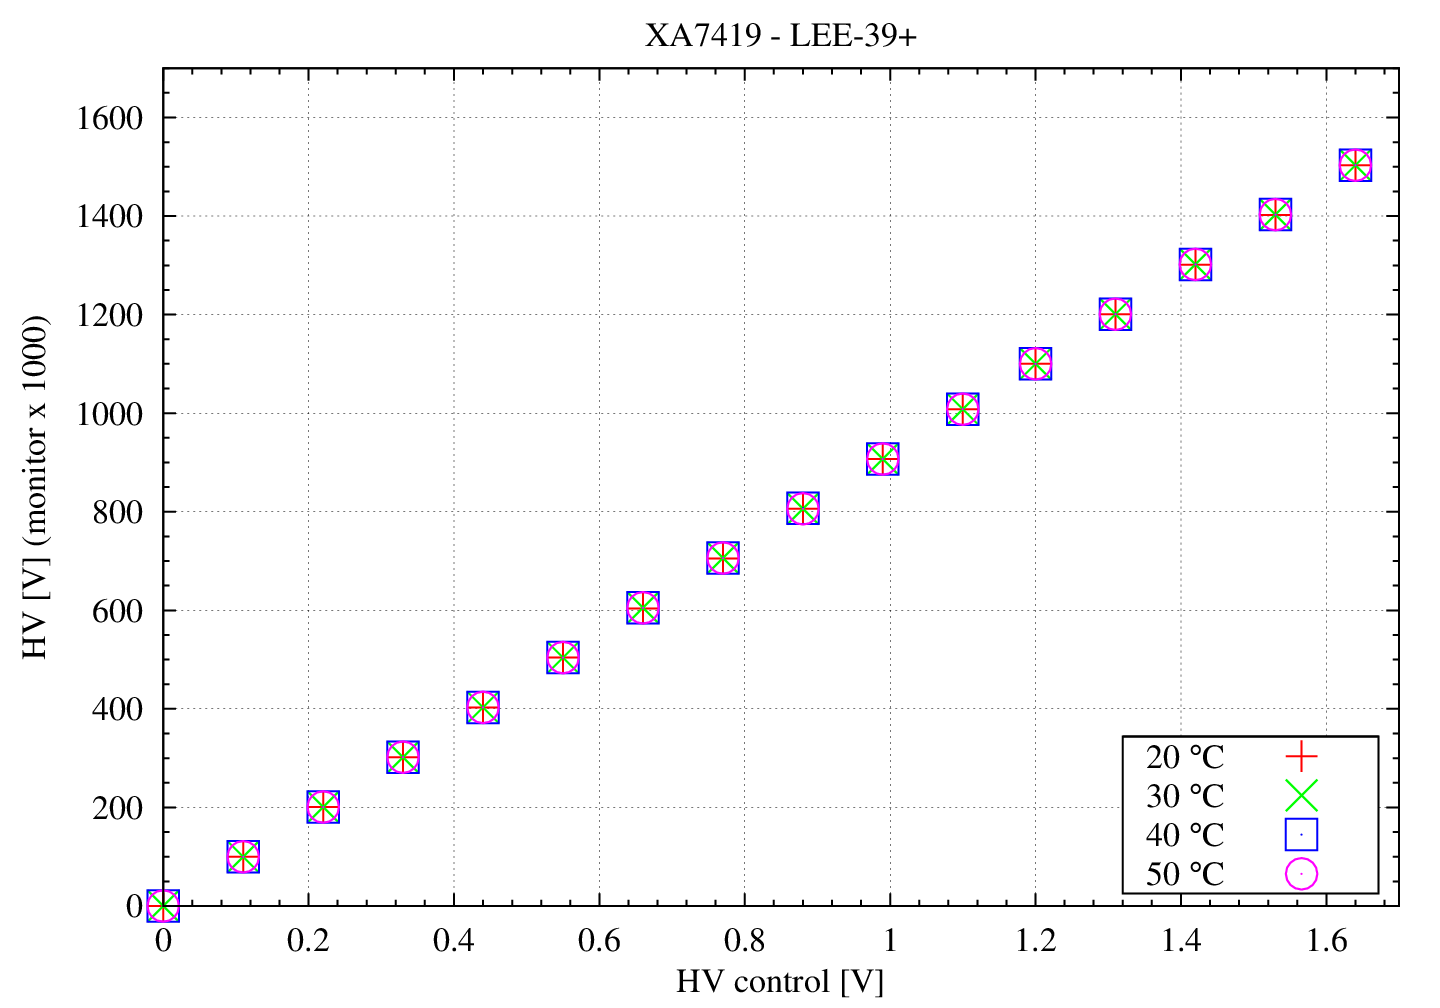 XA7419 - LEE-39+
1600
1400
1200
1000
800
600
400
200
0
HV [V] (monitor x 1000)
20 °C
30 °C
40 °C
50 °C
0 0.2 0.4 0.6 0.8 1 1.2 1.4 1.6
HV control [V]